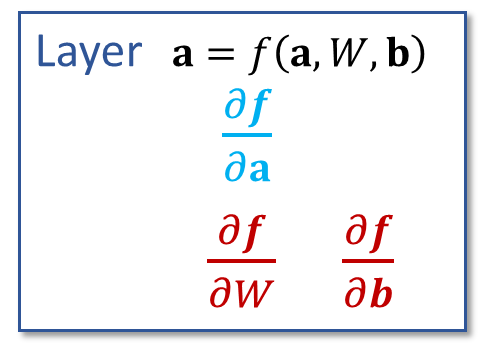 Layer a = f(a, W, b)
∂f/∂a
∂f/∂W ∂f/∂b